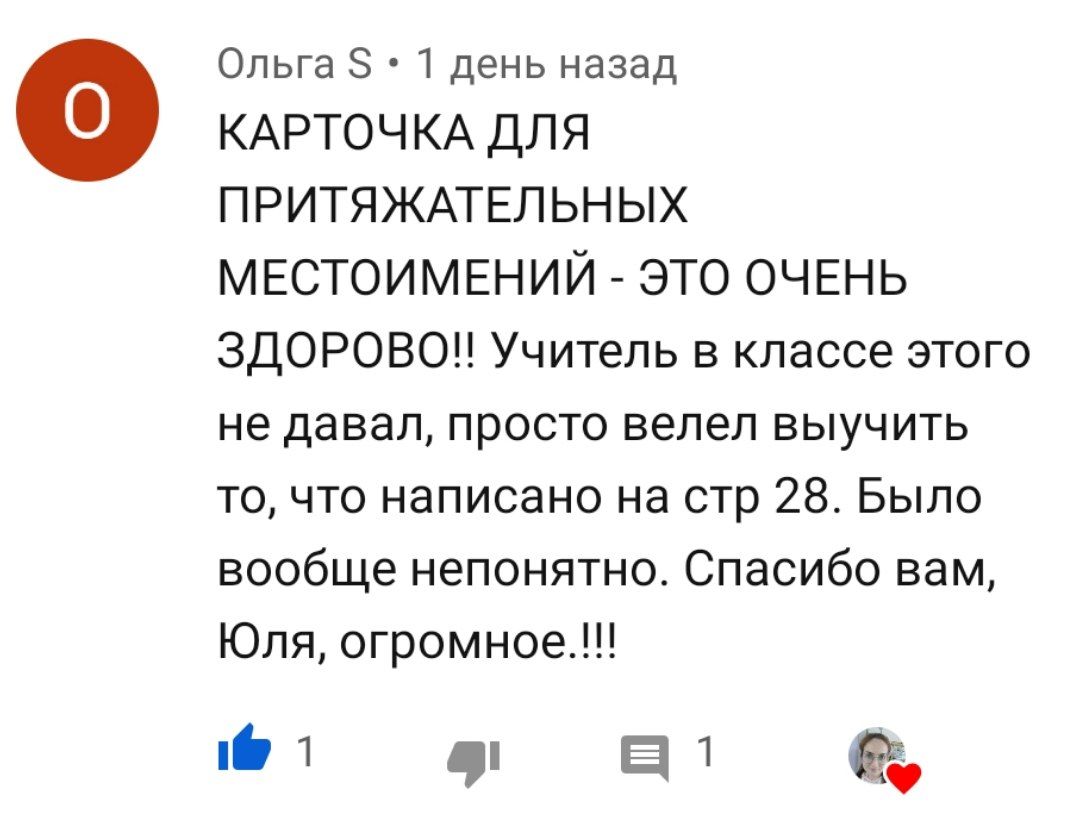 О
Ольга S • 1 день назад
КАРТОЧКА ДЛЯ
ПРИТЯЖАТЕЛЬНЫХ
МЕСТОИМЕНИЙ - ЭТО ОЧЕНЬ
ЗДОРОВО!! Учитель в классе этого
не давал, просто велел выучить
то, что написано на стр 28. Было
вообще непонятно. Спасибо вам,
Юля, огромное.!!!
1 1